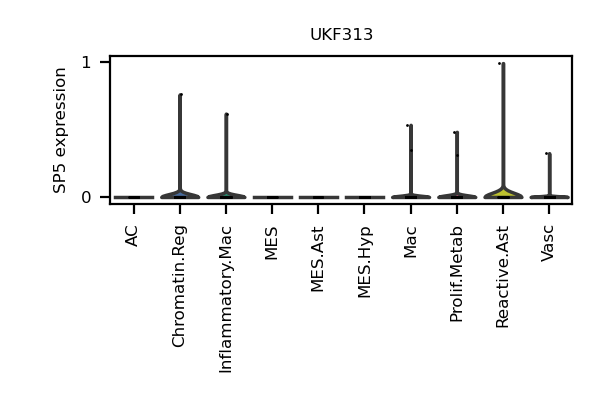 UKF313
SP5 expression
1
0
AC
Chromatin.Reg
Inflammatory.Mac
MES
MES.Ast
MES.Hyp
Mac
Prolif.Metab
Reactive.Ast
Vasc